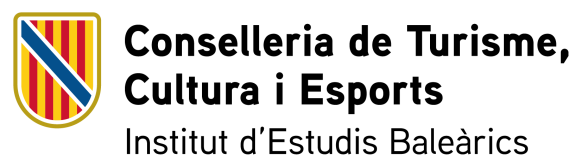 Conselleria de Turisme,
Cultura i Esports
Institut d'Estudis Baleàrics